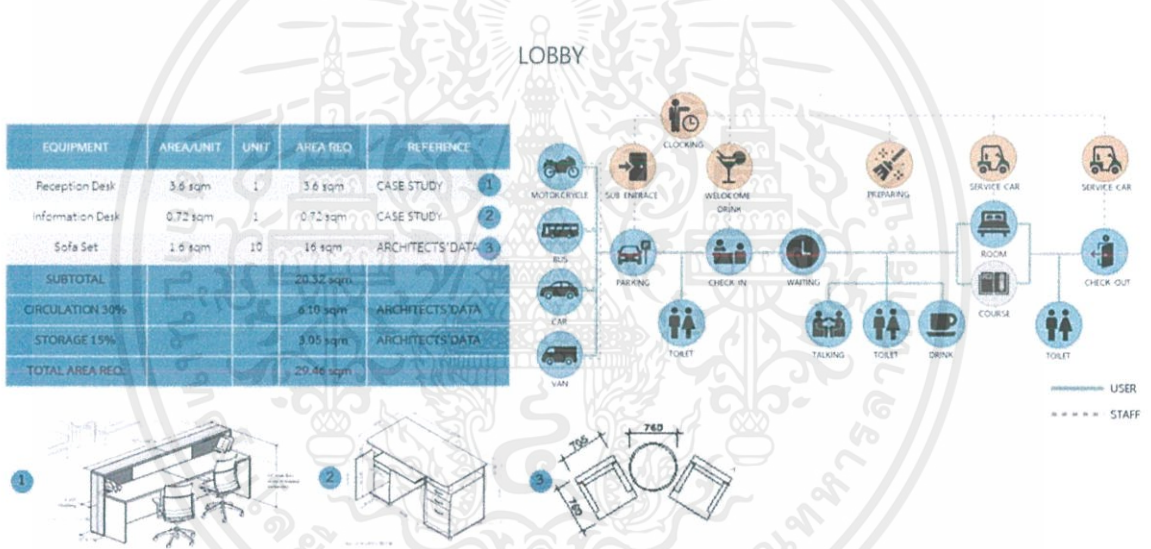 LOBBY
EQUIPMENT AREA/UNIT UNIT AREA REQ. REFERENCE
Reception Desk 3.6 sqm 1 3.6 sqm CASE STUDY 1
Information Desk 0.72 sqm 1 0.72 sqm CASE STUDY 2
Sofa Set 1.6 sqm 10 16 sqm ARCHITECTS'DATA 3
SUBTOTAL 20.32 sqm
CIRCULATION 30% 6.10 sqm ARCHITECTS'DATA
STORAGE 15% 3.05 sqm ARCHITECTS'DATA
TOTAL AREA REQ. 29.46 sqm
CLOCKING
MOTORCRYCLE SUB ENTRACE WELOCOME DRINK PREPARING SERVICE CAR SERVICE CAR
BUS PARKING CHECK IN WAITING ROOM CHECK OUT
CAR COURSE
TOILET TALKING TOILET DRINK TOILET
VAN
USER
STAFF
1
2
3 700 760
760